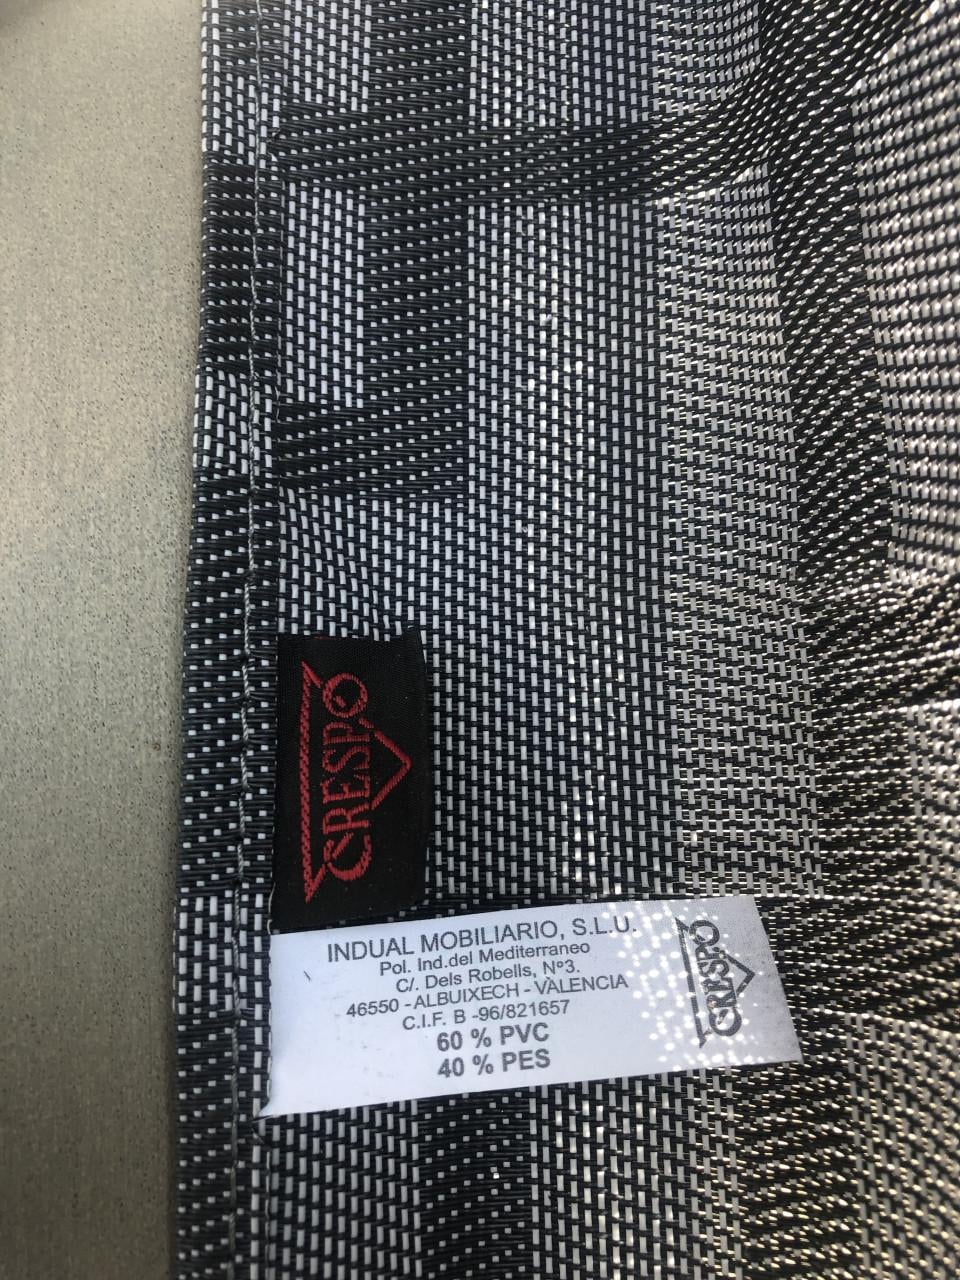 CRESPO
INDUAL MOBILIARIO, S.L.U.
Pol. Ind.del Mediterraneo
C/. Dels Robells, Nº3.
46550 - ALBUIXECH - VALENCIA
C.I.F. B -96/821657
60 % PVC
40 % PES
CRESPO